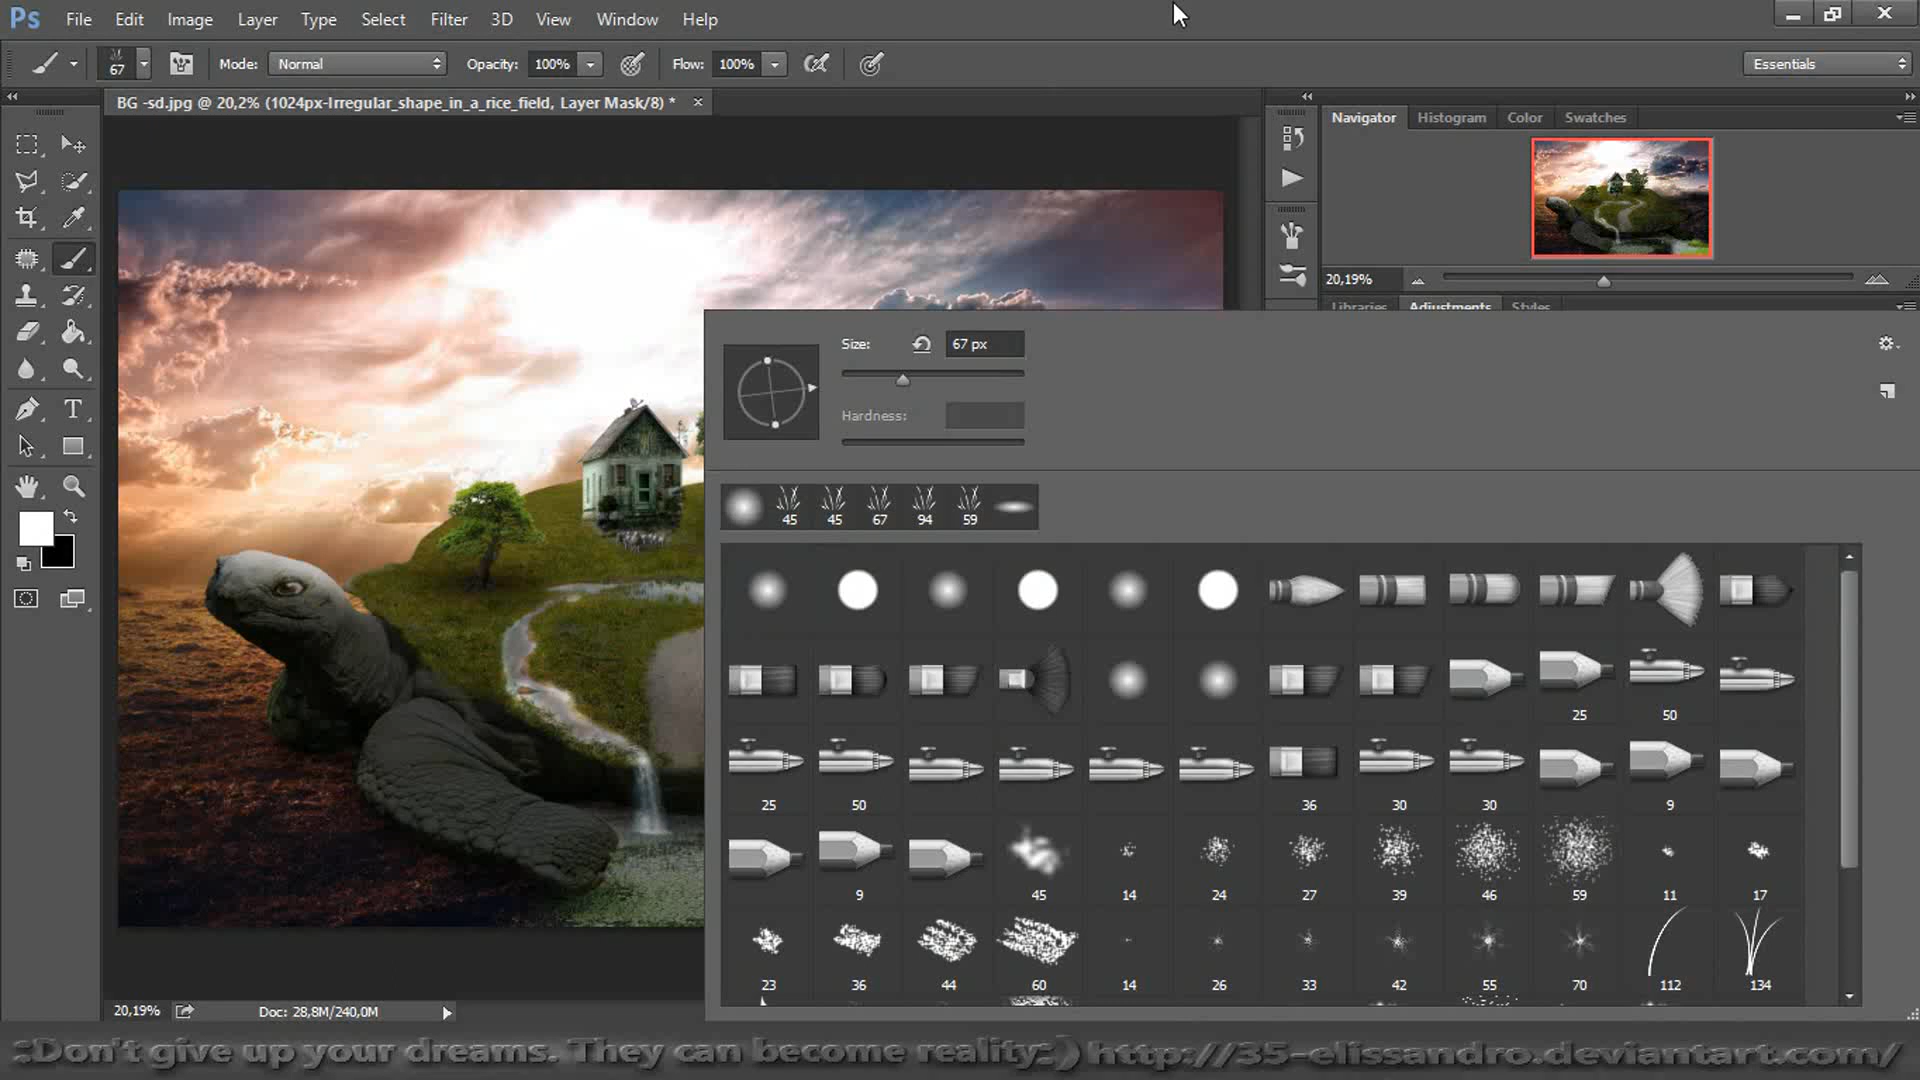 Ps File Edit Image Layer Type Select Filter 3D View Window Help
67 Mode: Normal Opacity: 100% Flow: 100% Essentials
BG -sd.jpg @ 20,2% (1024px-Irregular_shape_in_a_rice_field, Layer Mask/8) *
Navigator Histogram Color Swatches
20,19%
Libraries Adjustments Styles
Size: 67 px
Hardness:
45 45 67 94 59
25 50
25 50 36 30 30 9
9 45 14 24 27 39 46 59 11 17
23 36 44 60 14 26 33 42 55 70 112 134
20,19% Doc: 28,8M/240,0M
::Don't give up your dreams. They can become reality::) http://35-elissandro.deviantart.com/